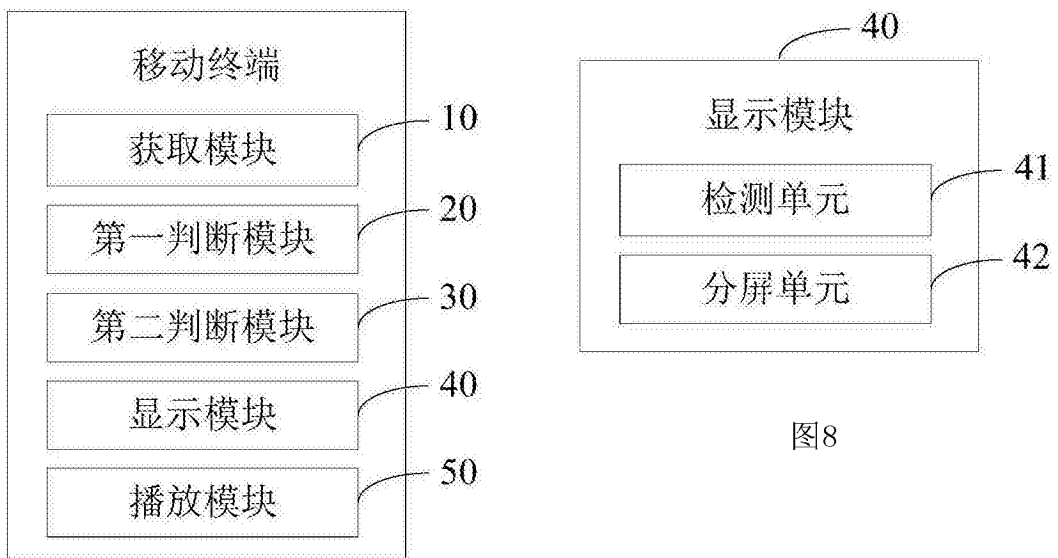 移动终端
获取模块
10
第一判断模块
20
第二判断模块
30
显示模块
40
播放模块
50
40
显示模块
检测单元
41
分屏单元
42
图8